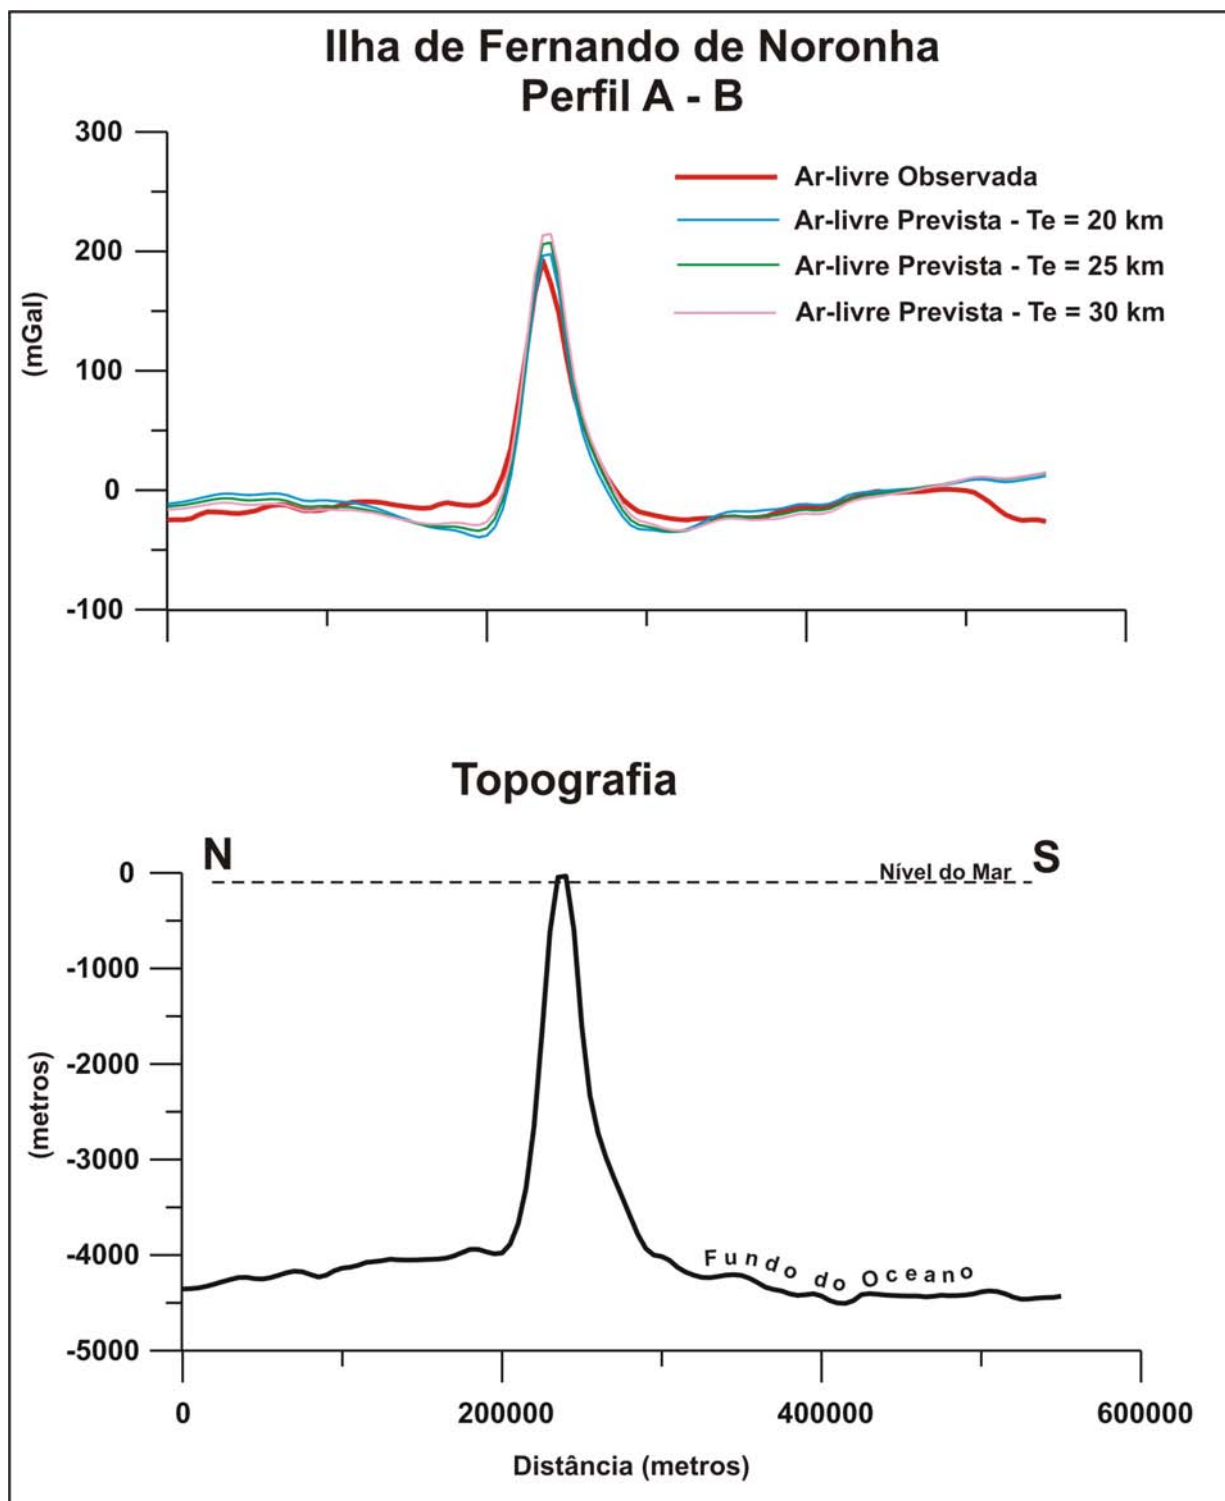 Ilha de Fernando de Noronha
Perfil A - B
300
200
100
0
-100
(mGal)
Ar-livre Observada
Ar-livre Prevista - Te = 20 km
Ar-livre Prevista - Te = 25 km
Ar-livre Prevista - Te = 30 km
Topografia
N
S
Nível do Mar
0
-1000
-2000
-3000
-4000
-5000
(metros)
Fundo do Oceano
0
200000
400000
600000
Distância (metros)